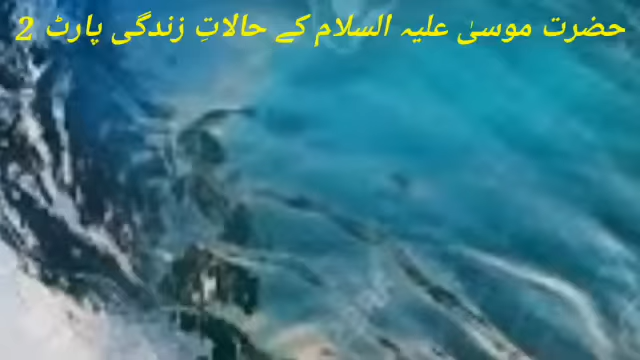 حضرت موسیٰ علیہ السلام کے حالاتِ زندگی پارٹ 2